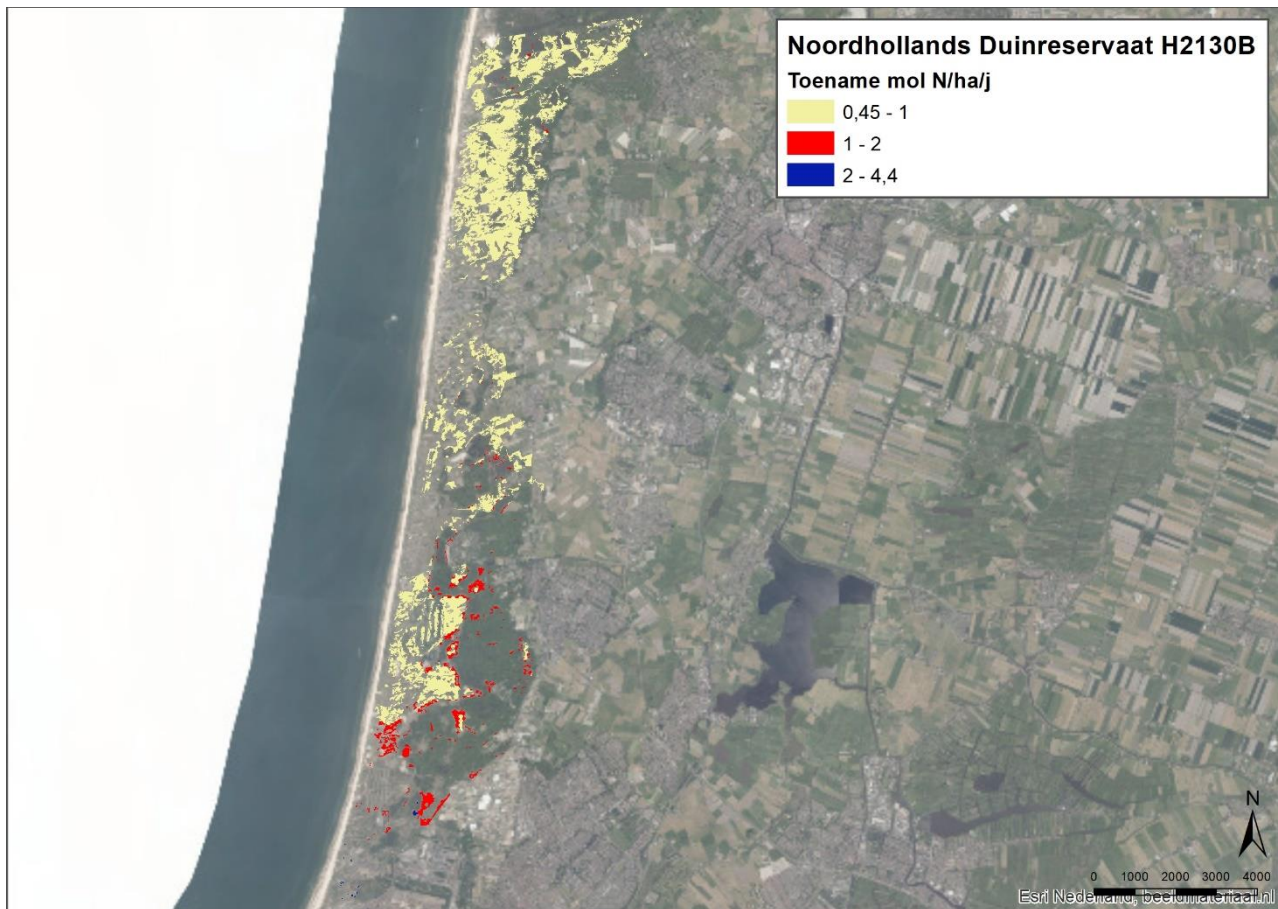 Noordhollands Duinreservaat H2130B
Toename mol N/ha/j
0,45 - 1
1 - 2
2 - 4,4
N
0 1000 2000 3000 4000
Esri Nederland, beeldmateriaal.nl